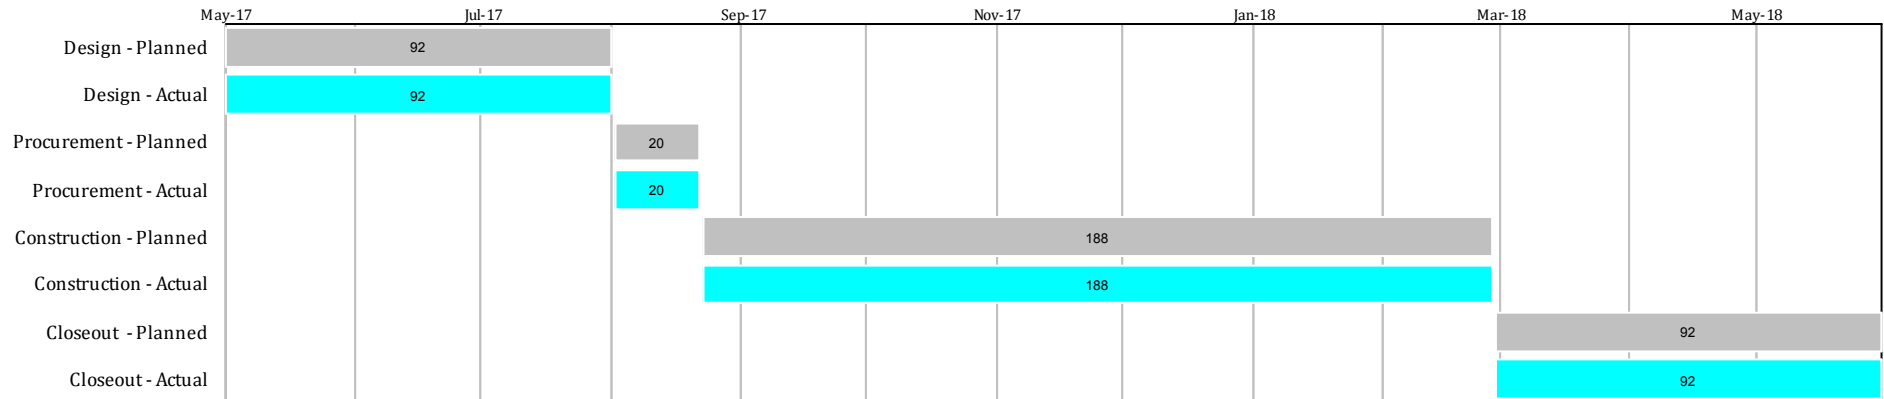 May-17 Jul-17 Sep-17 Nov-17 Jan-18 Mar-18 May-18
Design - Planned 92
Design - Actual 92
Procurement - Planned 20
Procurement - Actual 20
Construction - Planned 188
Construction - Actual 188
Closeout - Planned 92
Closeout - Actual 92